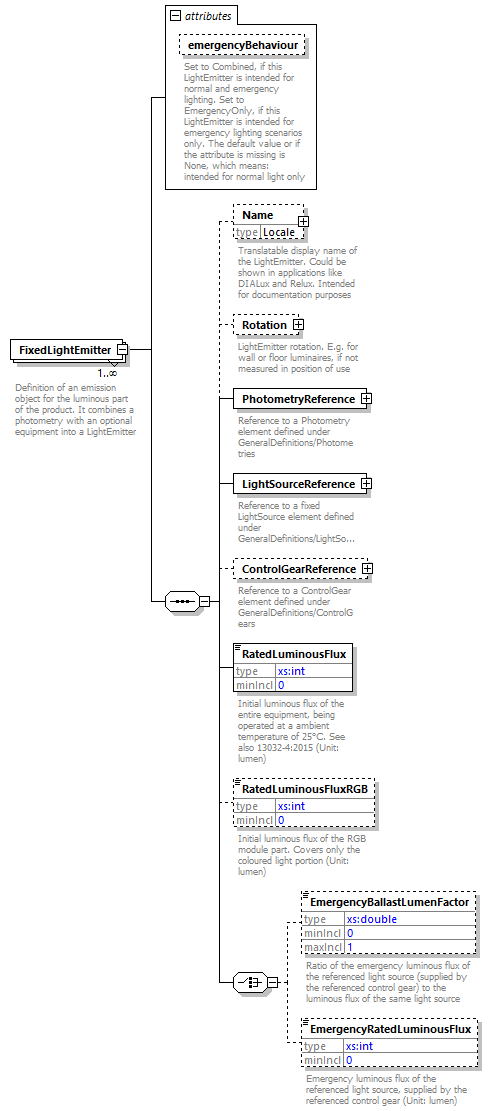 attributes
emergencyBehaviour
Set to Combined, if this
LightEmitter is intended for
normal and emergency
lighting. Set to
EmergencyOnly, if this
LightEmitter is intended for
emergency lighting scenarios
only. The default value or if
the attribute is missing is
None, which means:
intended for normal light only
Name
type Locale
Translatable display name of
the LightEmitter. Could be
shown in applications like
DIALux and Relux. Intended
for documentation purposes
Rotation
LightEmitter rotation. E.g. for
wall or floor luminaires, if not
measured in position of use
FixedLightEmitter
1..∞
Definition of an emission
object for the luminous part
of the product. It combines a
photometry with an optional
equipment into a LightEmitter
PhotometryReference
Reference to a Photometry
element defined under
GeneralDefinitions/Photome
tries
LightSourceReference
Reference to a fixed
LightSource element defined
under
GeneralDefinitions/LightSo...
ControlGearReference
Reference to a ControlGear
element defined under
GeneralDefinitions/ControlG
ears
RatedLuminousFlux
type xs:int
minIncl 0
Initial luminous flux of the
entire equipment, being
operated at a ambient
temperature of 25°C. See
also 13032-4:2015 (Unit:
lumen)
RatedLuminousFluxRGB
type xs:int
minIncl 0
Initial luminous flux of the RGB
module part. Covers only the
coloured light portion (Unit:
lumen)
EmergencyBallastLumenFactor
type xs:double
minIncl 0
maxIncl 1
Ratio of the emergency luminous flux of
the referenced light source (supplied by
the referenced control gear) to the
luminous flux of the same light source
EmergencyRatedLuminousFlux
type xs:int
minIncl 0
Emergency luminous flux of the
referenced light source, supplied by the
referenced control gear (Unit: lumen)